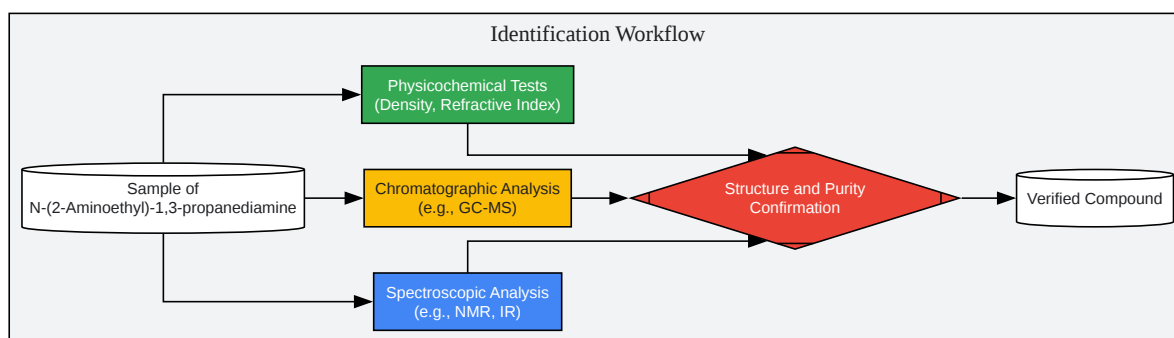 Identification Workflow
Physicochemical Tests
(Density, Refractive Index)
Sample of
N-(2-Aminoethyl)-1,3-propanediamine
Chromatographic Analysis
(e.g., GC-MS)
Structure and Purity
Confirmation
Verified Compound
Spectroscopic Analysis
(e.g., NMR, IR)